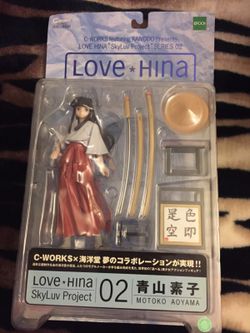 C-WORKS featuring KAIYODO Presents
LOVE HINA "SkyLuv Project" SERIES 02
EPOCH
LOVE★HINA
色即
是空
C-WORKS×海洋堂 夢のコラボレーションが実現!!
LOVE★HINA
SkyLuv Project
02
青山 素子
MOTOKO AOYAMA